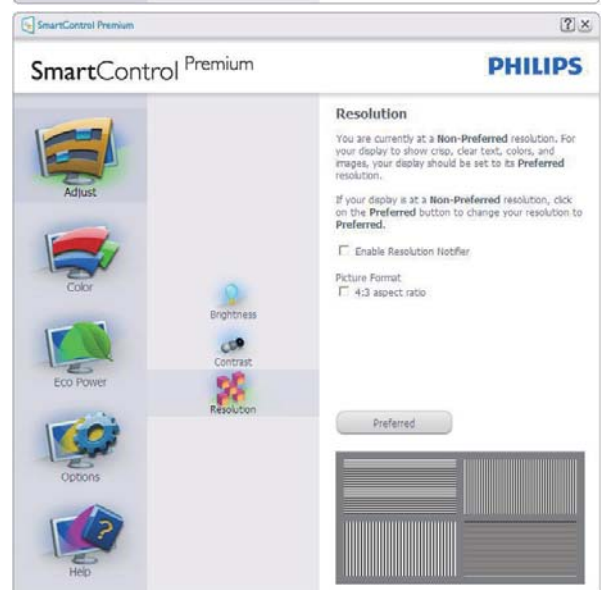 SmartControl Premium
SmartControl Premium
PHILIPS
Adjust
Color
Eco Power
Options
Help
Brightness
Contrast
Resolution
Resolution
You are currently at a Non-Preferred resolution. For
your display to show crisp, clear text, colors, and
images, your display should be set to its Preferred
resolution.
If your display is at a Non-Preferred resolution, click
on the Preferred button to change your resolution to
Preferred.
Enable Resolution Notifier
Picture Format
4:3 aspect ratio
Preferred